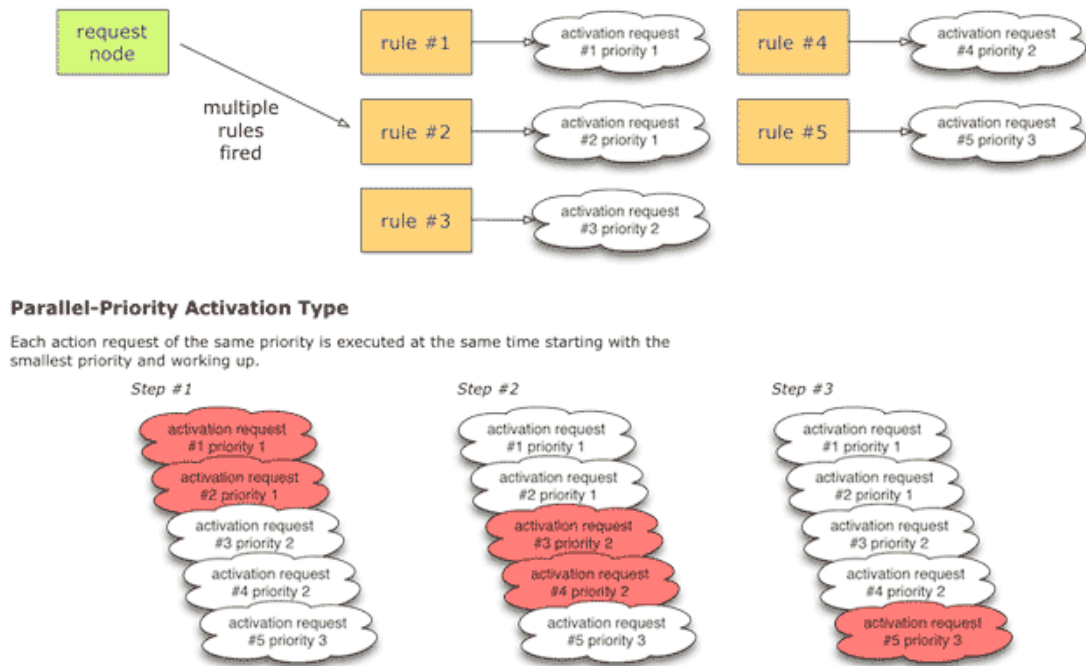 request
node
multiple
rules
fired
rule #1
activation request
#1 priority 1
rule #4
activation request
#4 priority 2
rule #2
activation request
#2 priority 1
rule #5
activation request
#5 priority 3
rule #3
activation request
#3 priority 2
Parallel-Priority Activation Type
Each action request of the same priority is executed at the same time starting with the
smallest priority and working up.
Step #1
activation request
#1 priority 1
activation request
#2 priority 1
activation request
#3 priority 2
activation request
#4 priority 2
activation request
#5 priority 3
Step #2
activation request
#1 priority 1
activation request
#2 priority 1
activation request
#3 priority 2
activation request
#4 priority 2
activation request
#5 priority 3
Step #3
activation request
#1 priority 1
activation request
#2 priority 1
activation request
#3 priority 2
activation request
#4 priority 2
activation request
#5 priority 3